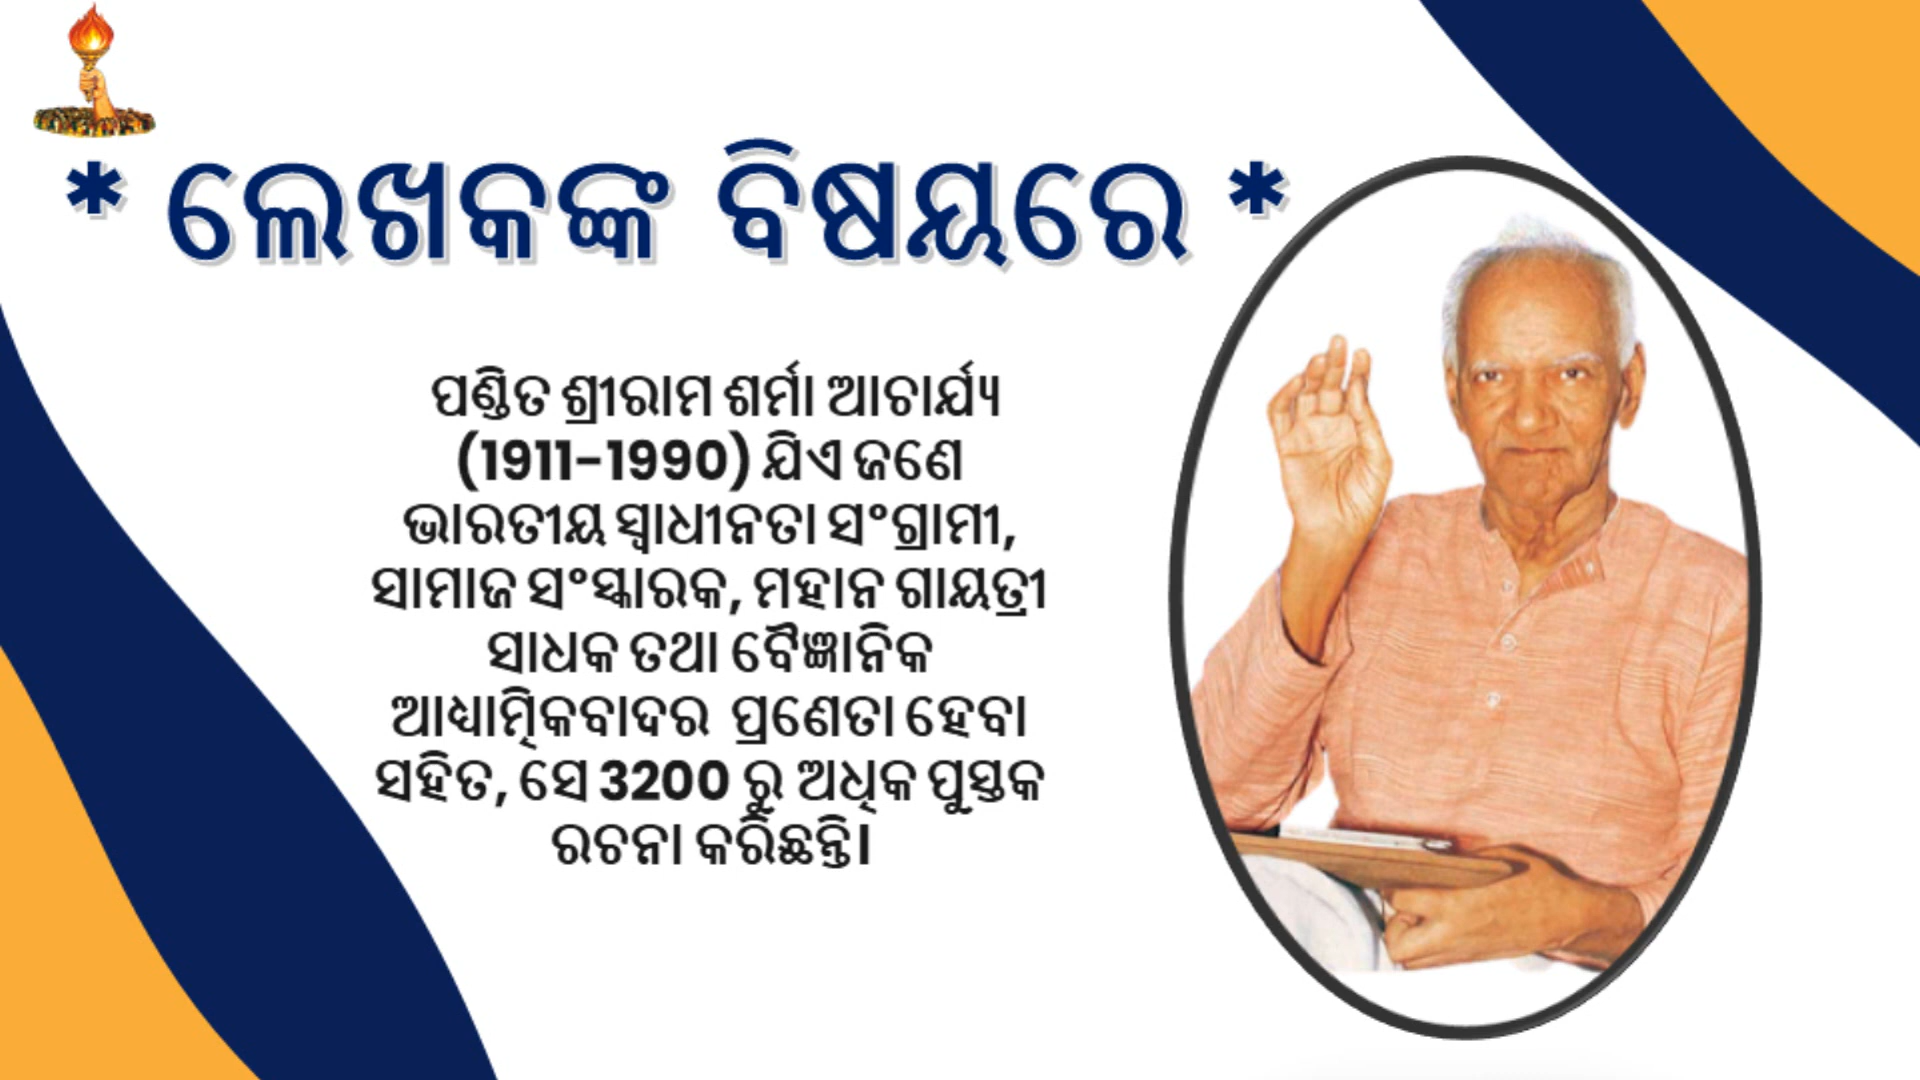 * ଲେଖକଙ୍କ ବିଷୟରେ *
ପଣ୍ଡିତ ଶ୍ରୀରାମ ଶର୍ମା ଆଚାର୍ଯ୍ୟ
(1911-1990) ଯିଏ ଜଣେ
ଭାରତୀୟ ସ୍ୱାଧୀନତା ସଂଗ୍ରାମୀ,
ସାମାଜ ସଂସ୍କାରକ, ମହାନ ଗାୟତ୍ରୀ
ସାଧକ ତଥା ବୈଜ୍ଞାନିକ
ଆଧ୍ୟାତ୍ମିକବାଦର ପ୍ରଣେତା ହେବା
ସହିତ, ସେ 3200 ରୁ ଅଧିକ ପୁସ୍ତକ
ରଚନା କରିଛନ୍ତି।